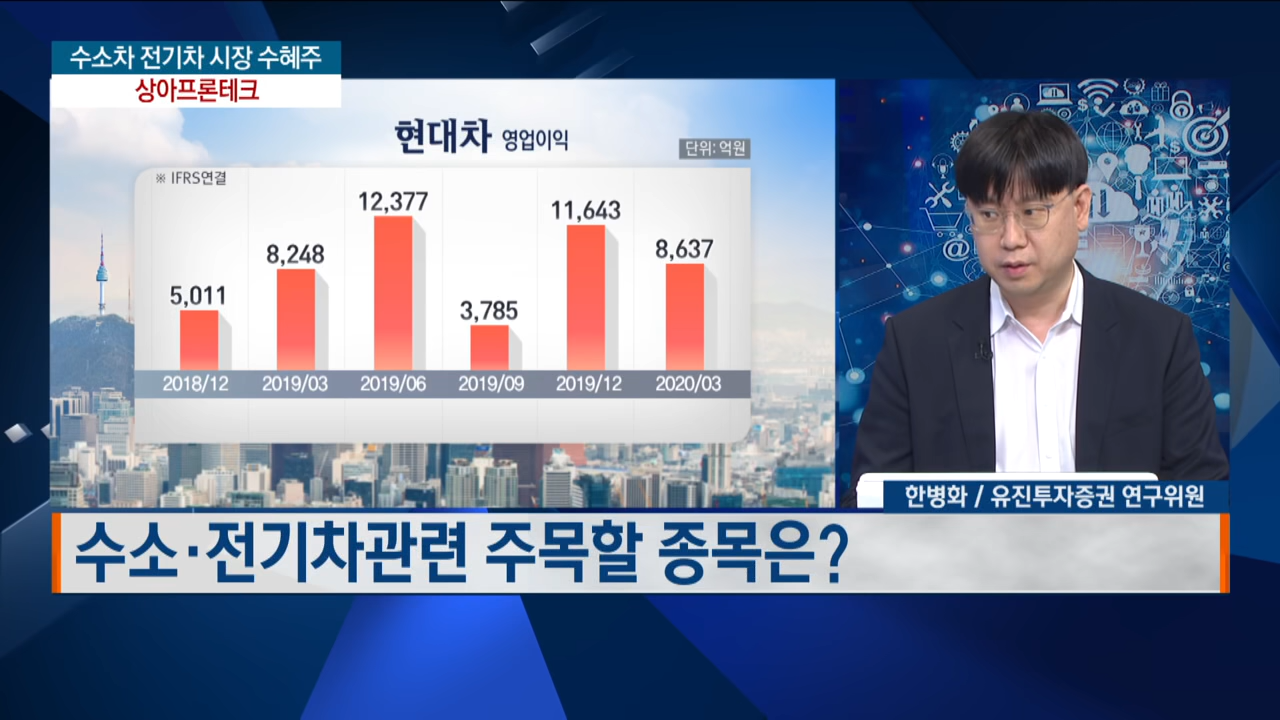 수소차 전기차 시장 수혜주
상아프론테크
현대차 영업이익
단위: 억원
※ IFRS연결
5,011
8,248
12,377
3,785
11,643
8,637
2018/12
2019/03
2019/06
2019/09
2019/12
2020/03
한병화 / 유진투자증권 연구위원
수소·전기차관련 주목할 종목은?